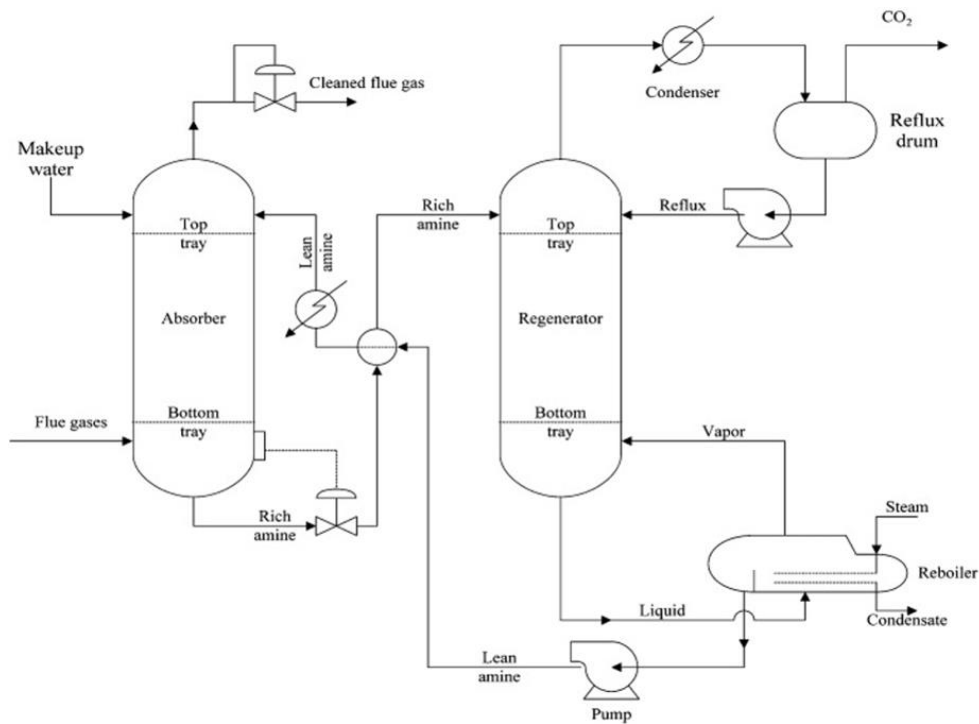 CO2
Cleaned flue gas
Condenser
Reflux
drum
Makeup
water
Top
tray
Lean
amine
Rich
amine
Reflux
Top
tray
Absorber
Regenerator
Flue gases
Bottom
tray
Bottom
tray
Vapor
Rich
amine
Steam
Reboiler
Liquid
Condensate
Lean
amine
Pump